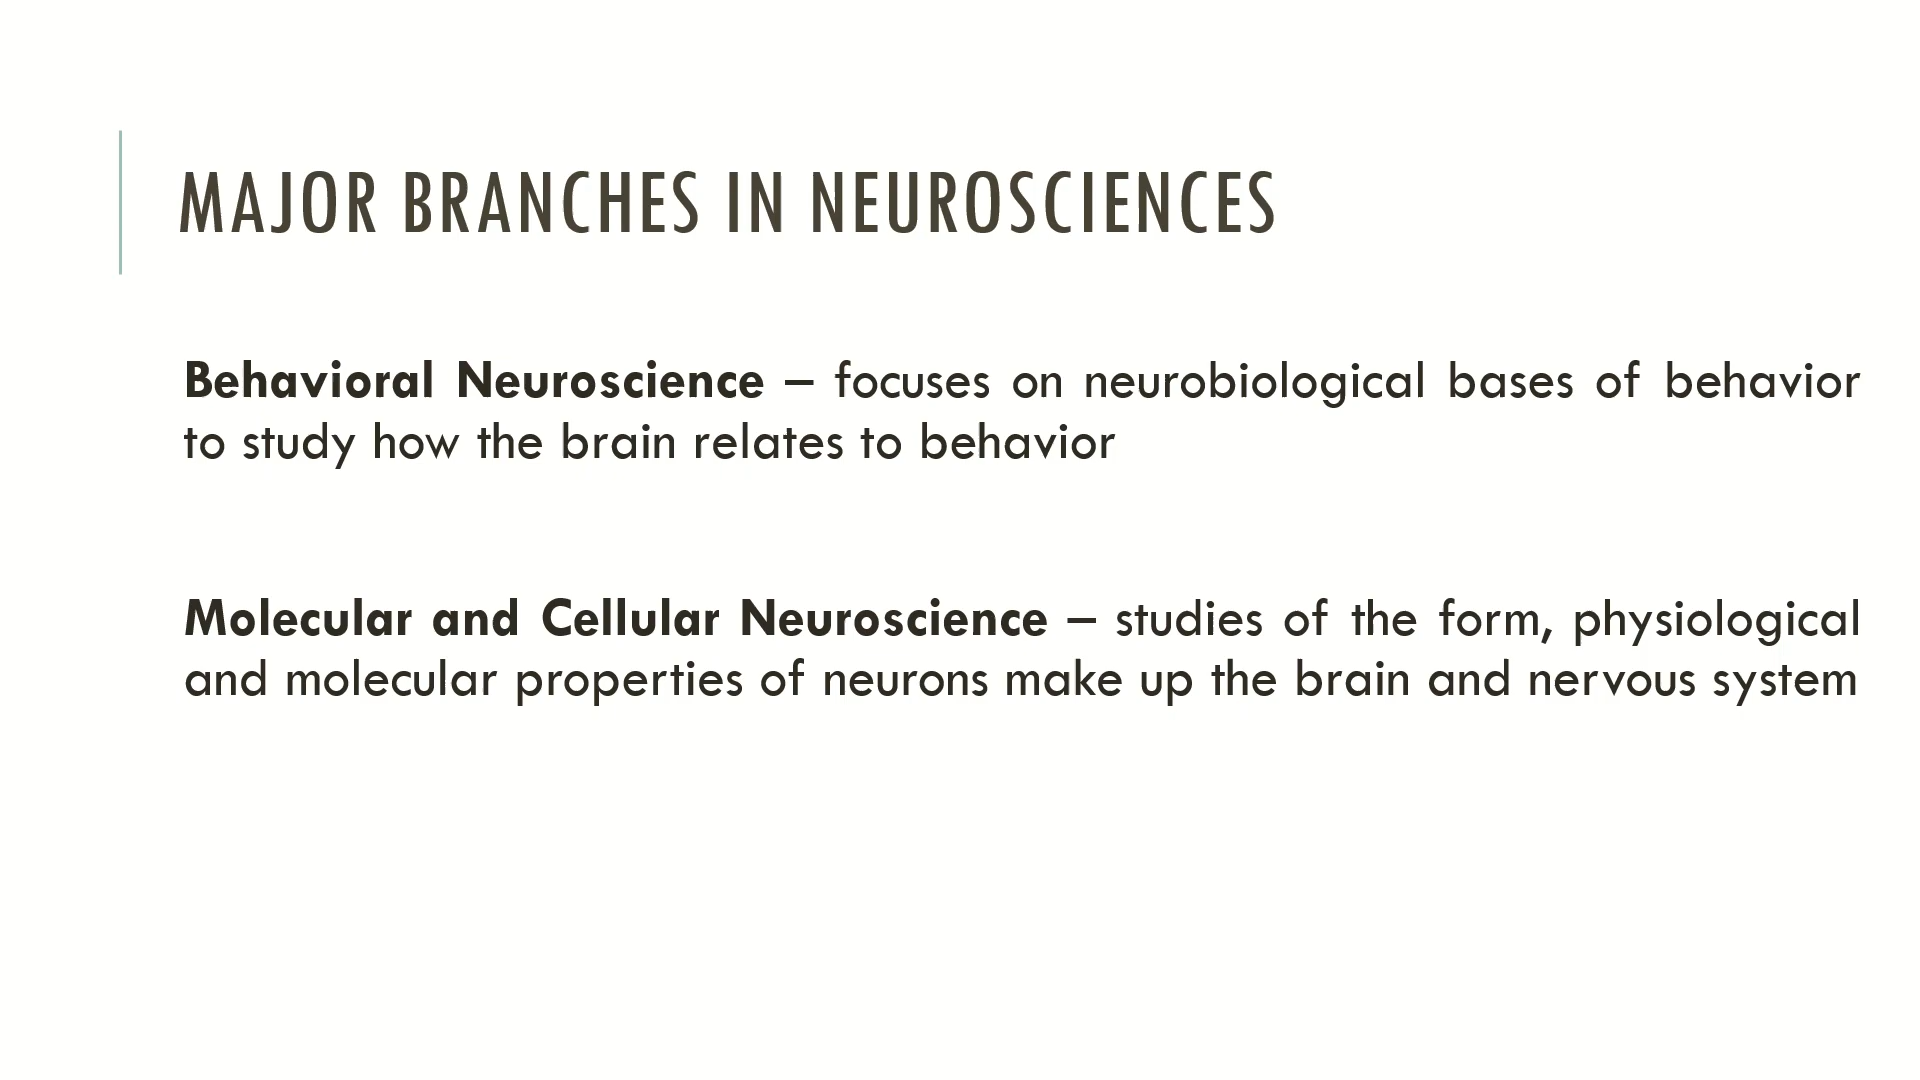 MAJOR BRANCHES IN NEUROSCIENCES
Behavioral Neuroscience – focuses on neurobiological bases of behavior
to study how the brain relates to behavior
Molecular and Cellular Neuroscience – studies of the form, physiological
and molecular properties of neurons make up the brain and nervous system